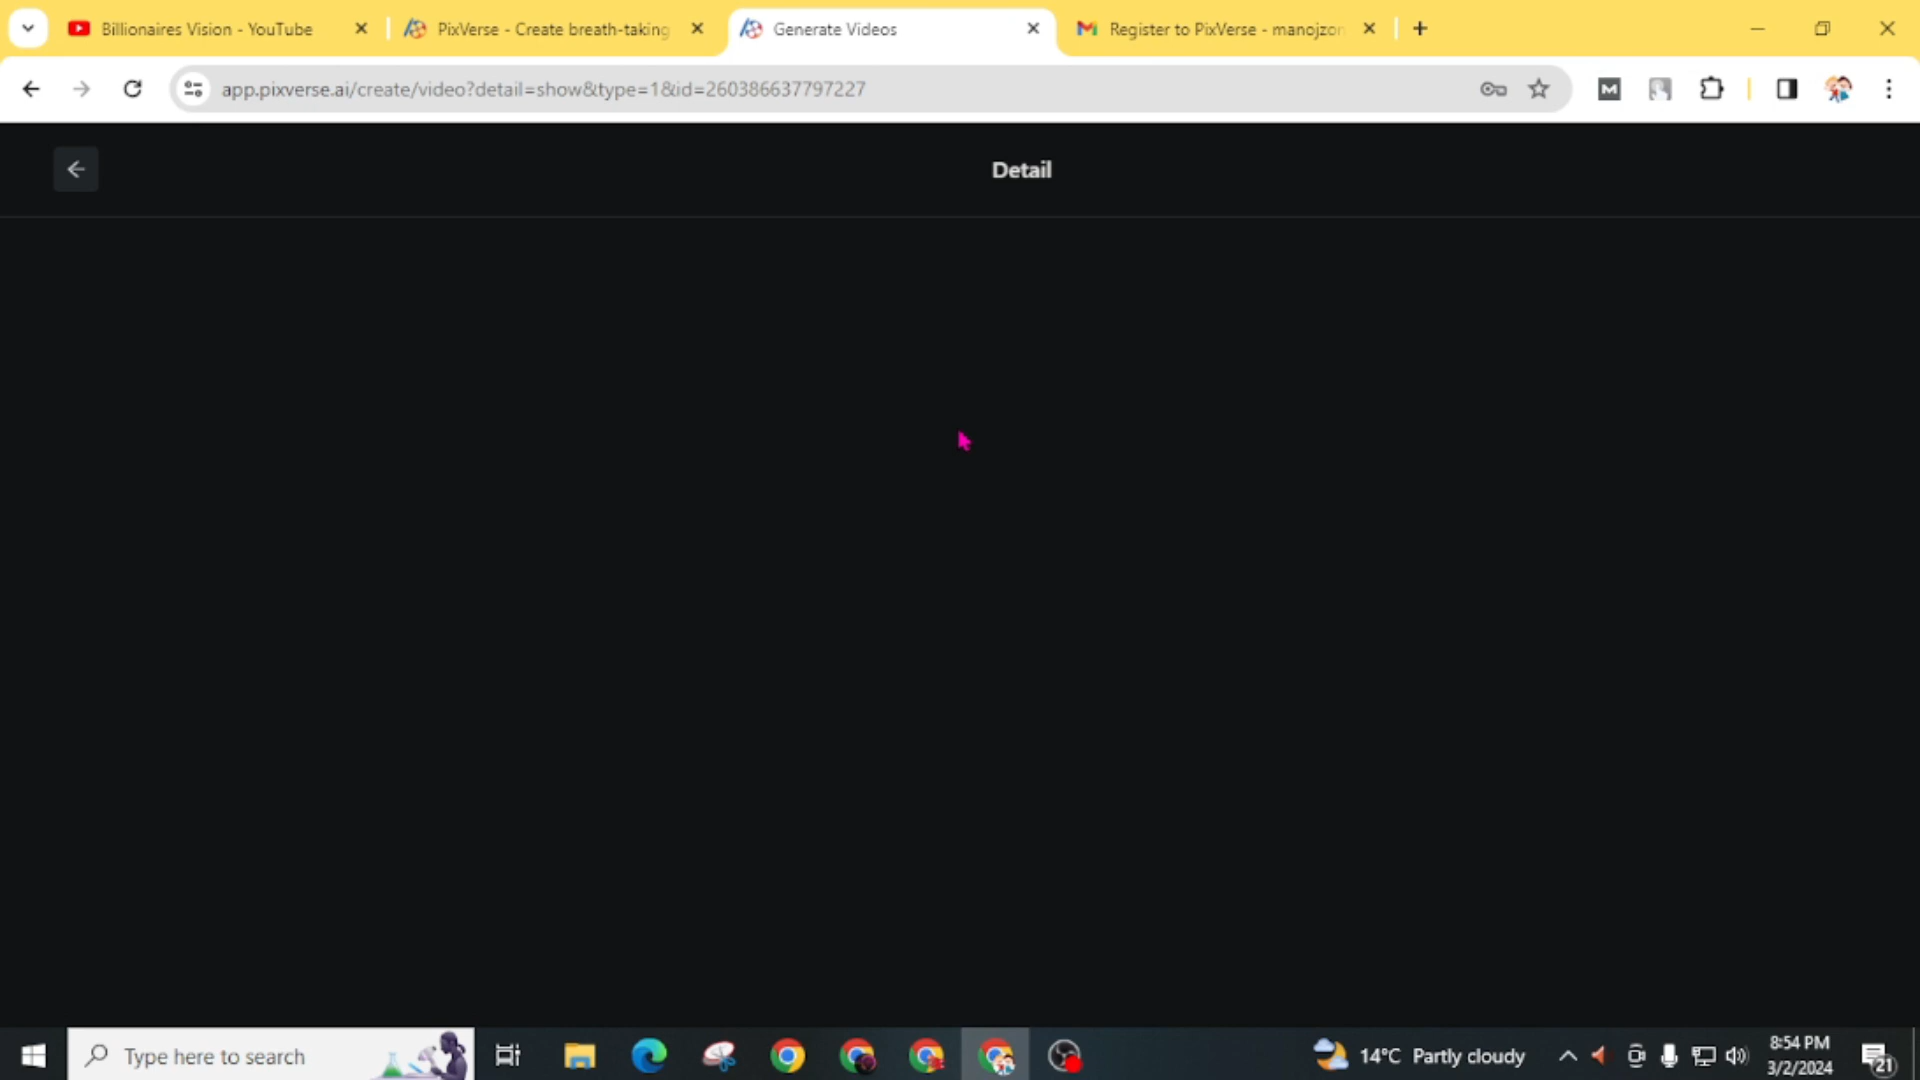 Billionaires Vision - YouTube
PixVerse - Create breath-taking
Generate Videos
Register to PixVerse - manojzon
app.pixverse.ai/create/video?detail=show&type=1&id=260386637797227
Detail
Type here to search
14°C Partly cloudy
8:54 PM
3/2/2024
21